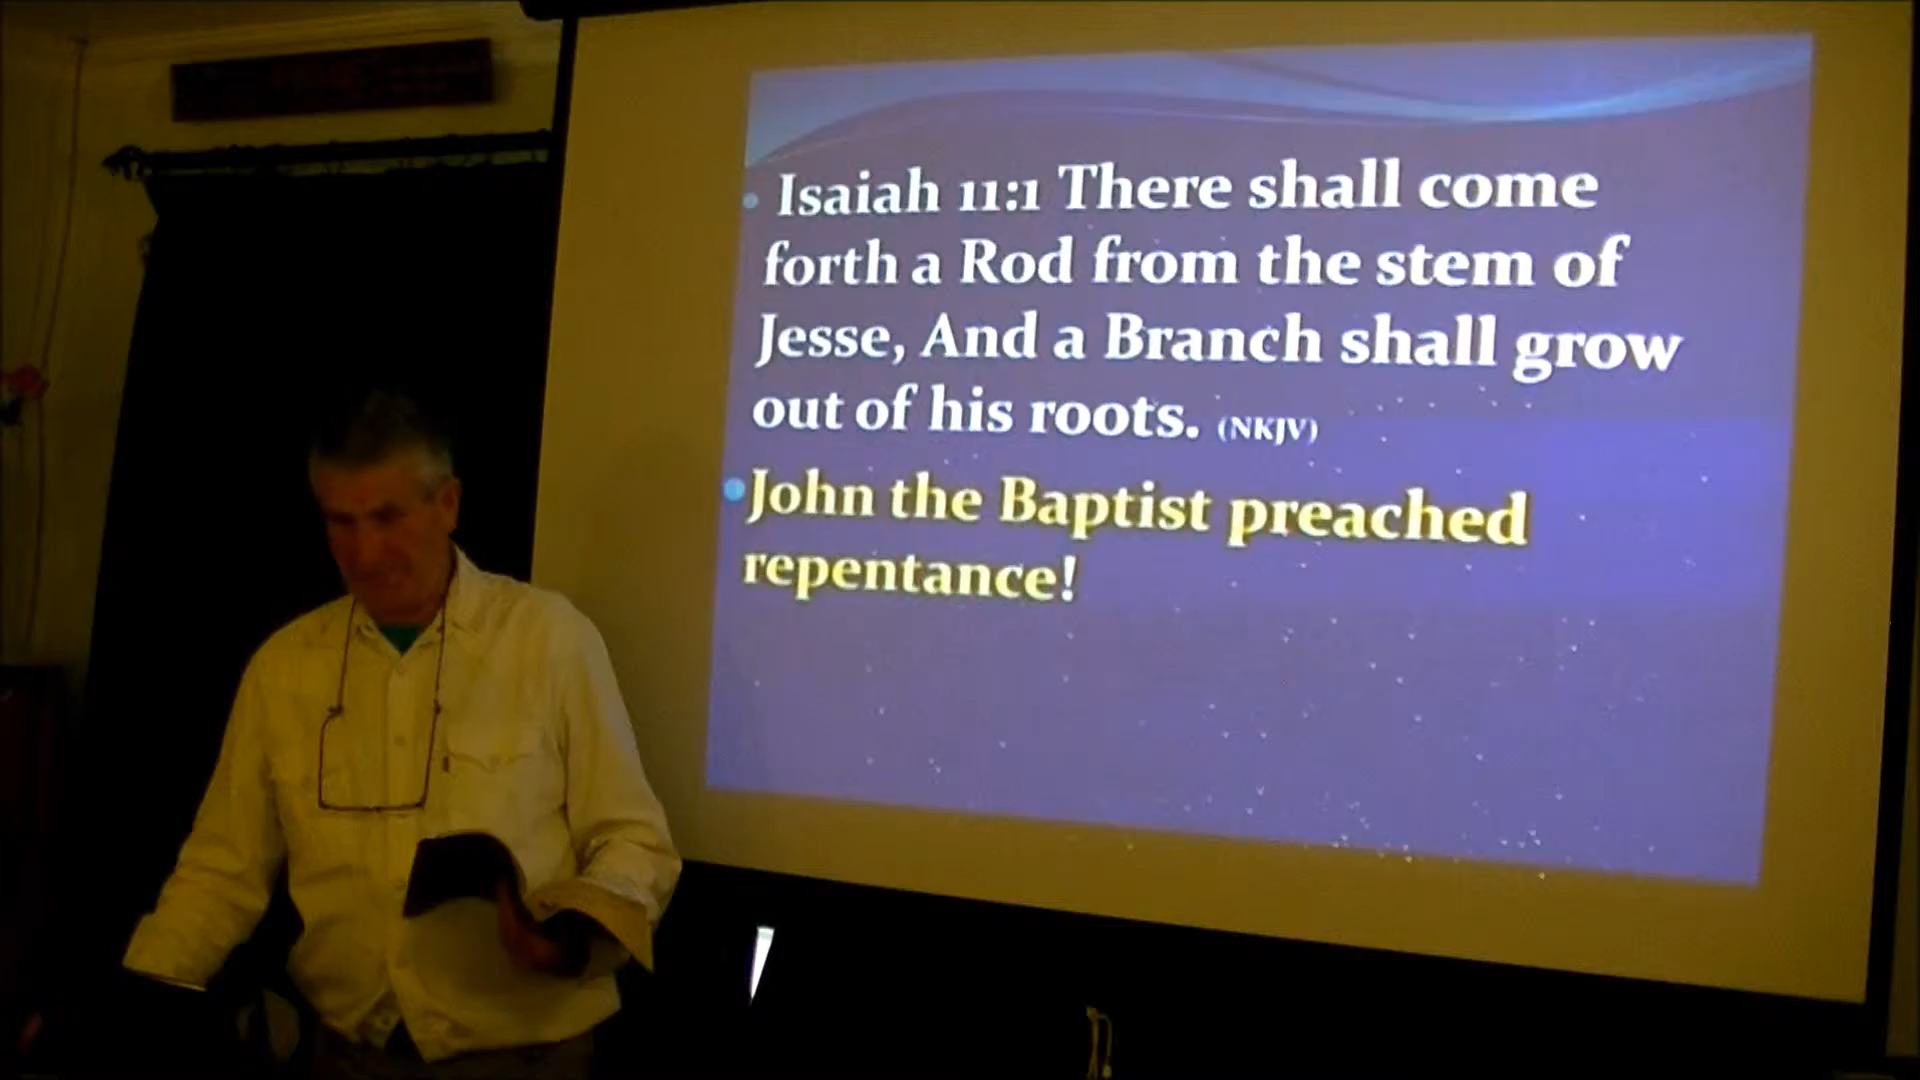 Isaiah 11:1 There shall come
forth a Rod from the stem of
Jesse, And a Branch shall grow
out of his roots. (NKJV)
John the Baptist preached
repentance!